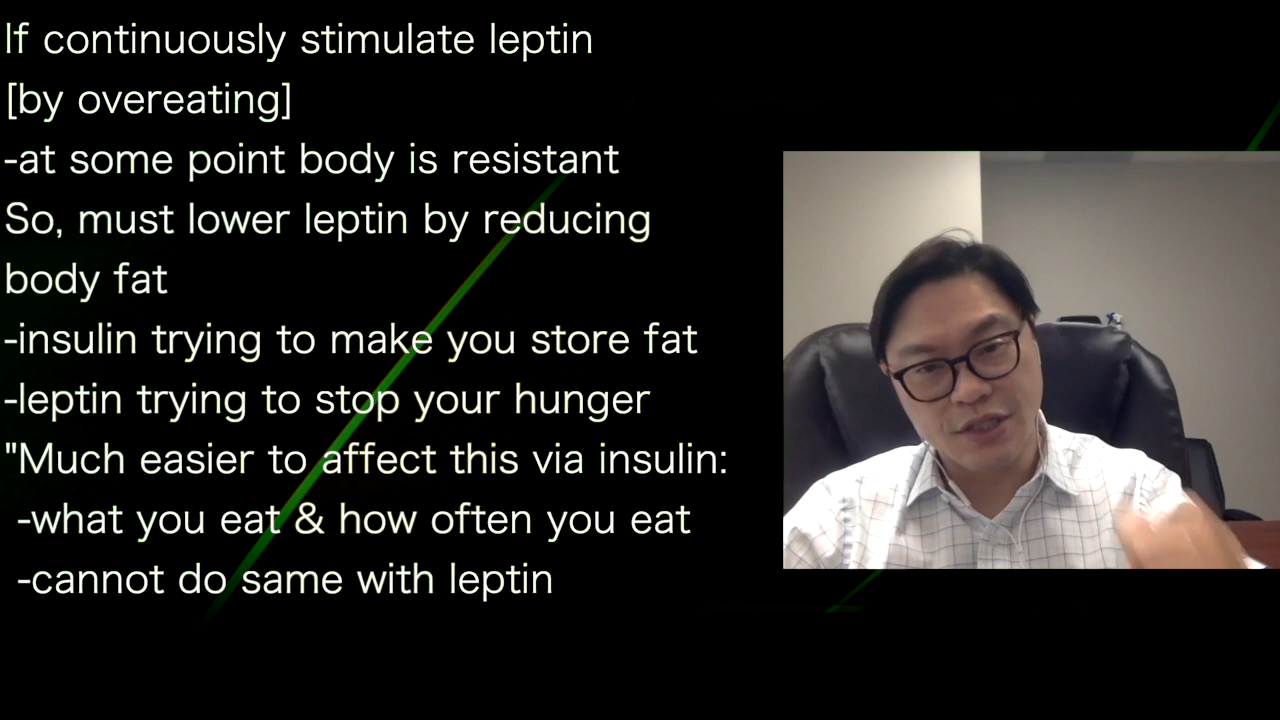 If continuously stimulate leptin
[by overeating]
-at some point body is resistant
So, must lower leptin by reducing
body fat
-insulin trying to make you store fat
-leptin trying to stop your hunger
"Much easier to affect this via insulin:
-what you eat & how often you eat
-cannot do same with leptin